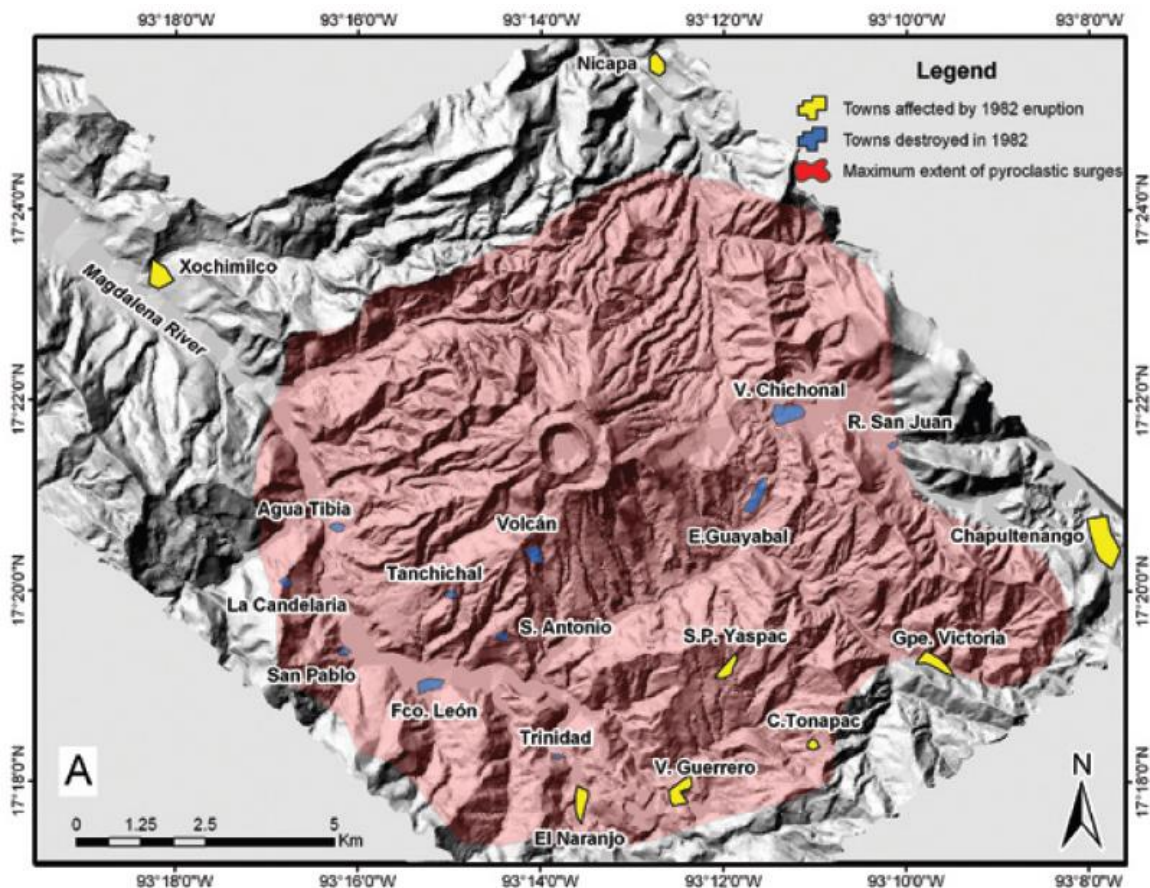 93°18'0"W 93°16'0"W 93°14'0"W 93°12'0"W 93°10'0"W 93°8'0"W
Nicapa
Legend
Towns affected by 1982 eruption
Towns destroyed in 1982
Maximum extent of pyroclastic surges
17°24'0"N 17°24'0"N
Xochimilco
Magdalena River
17°22'0"N 17°22'0"N
V. Chichonal
R. San Juan
Agua Tibia
Volcán
E.Guayabal
Chapultenango
Tanchichal
17°20'0"N 17°20'0"N
La Candelaria
S. Antonio
S.P. Yaspac
Gpe. Victoria
San Pablo
Fco. León
C.Tonapac
Trinidad
V. Guerrero
A
N
17°18'0"N 17°18'0"N
El Naranjo
0 1.25 2.5 5
Km
93°18'0"W 93°16'0"W 93°14'0"W 93°12'0"W 93°10'0"W 93°8'0"W